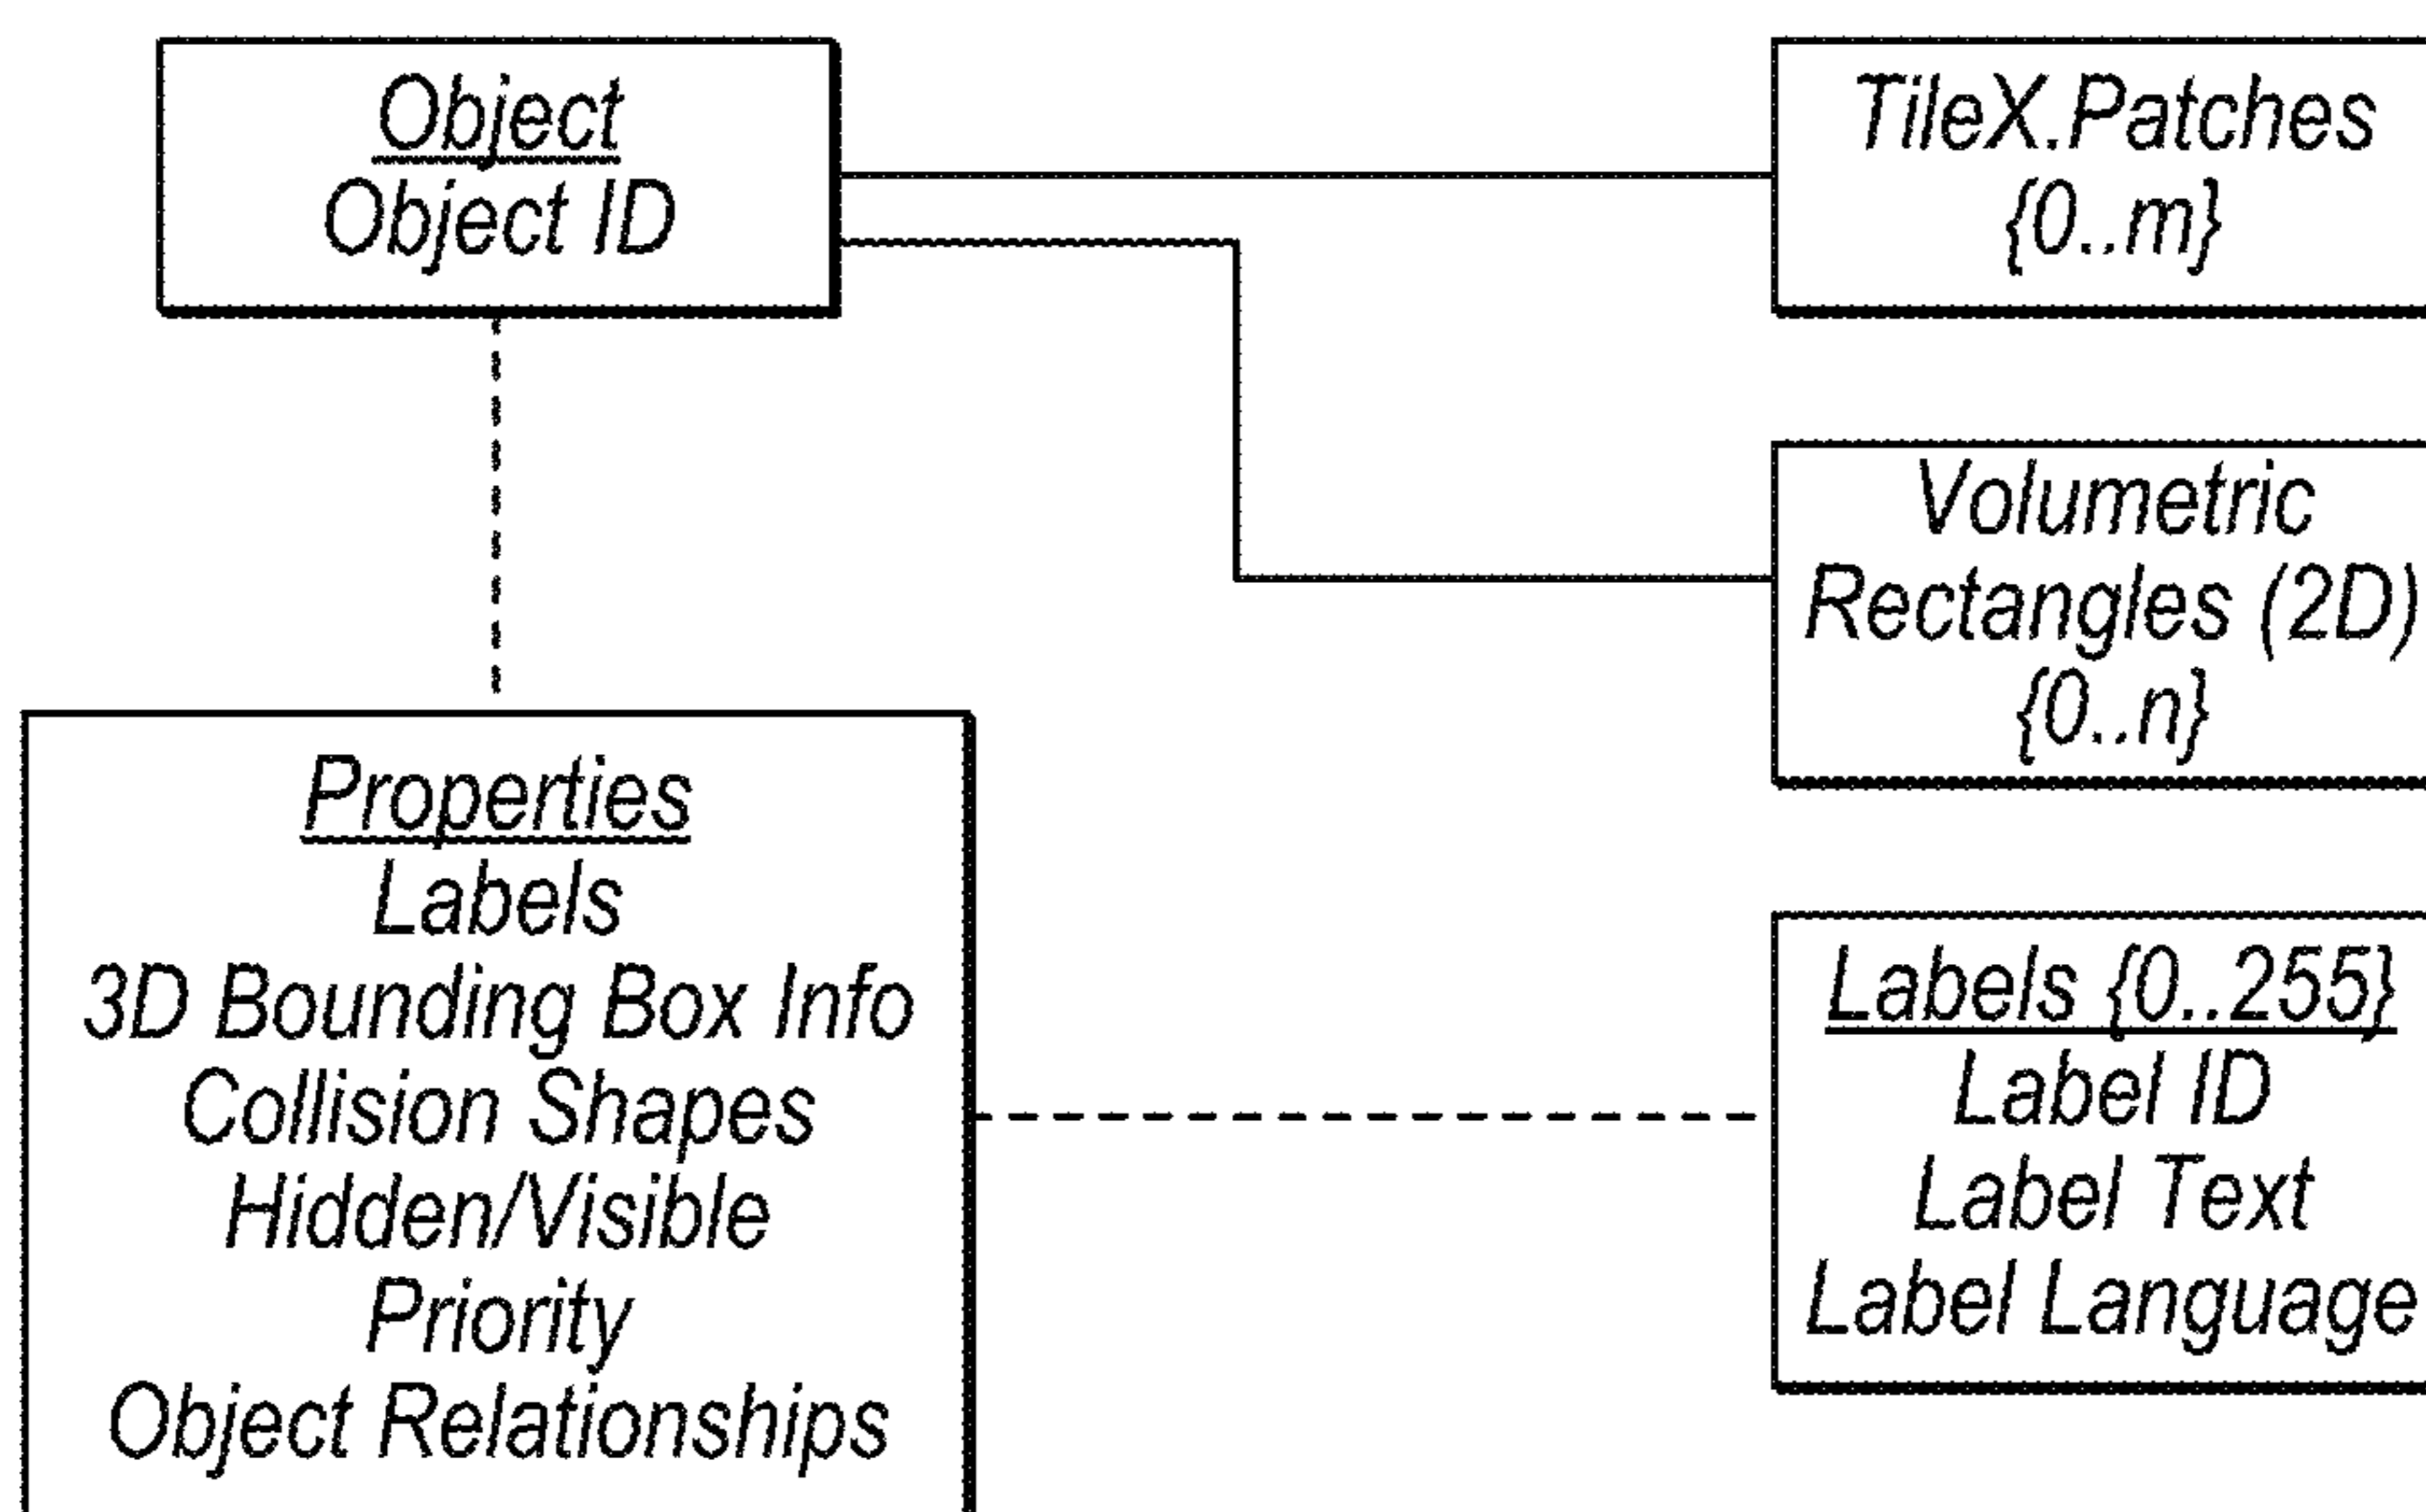 Object
Object ID
TileX.Patches
{0..m}
Volumetric
Rectangles (2D)
{0..n}
Properties
Labels
3D Bounding Box Info
Collision Shapes
Hidden/Visible
Priority
Object Relationships
Labels {0..255}
Label ID
Label Text
Label Language